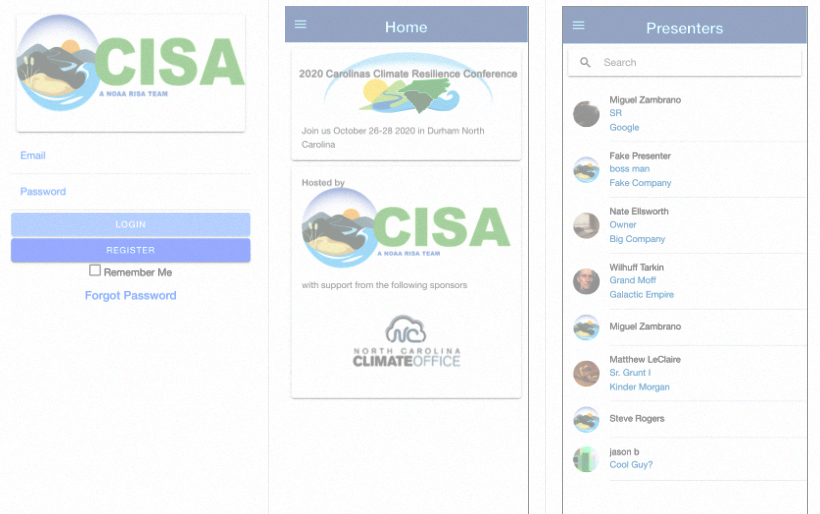 CISA
A NOAA RISA TEAM
Email
Password
LOGIN
REGISTER
Remember Me
Forgot Password
Home
2020 Carolinas Climate Resilience Conference
Join us October 26-28 2020 in Durham North
Carolina
Hosted by
CISA
A NOAA RISA TEAM
with support from the following sponsors
NC
NORTH CAROLINA
CLIMATEOFFICE
Presenters
Search
Miguel Zambrano
SR
Google
Fake Presenter
boss man
Fake Company
Nate Ellsworth
Owner
Big Company
Wilhuff Tarkin
Grand Moff
Galactic Empire
Miguel Zambrano
Matthew LeClaire
Sr. Grunt I
Kinder Morgan
Steve Rogers
jason b
Cool Guy?